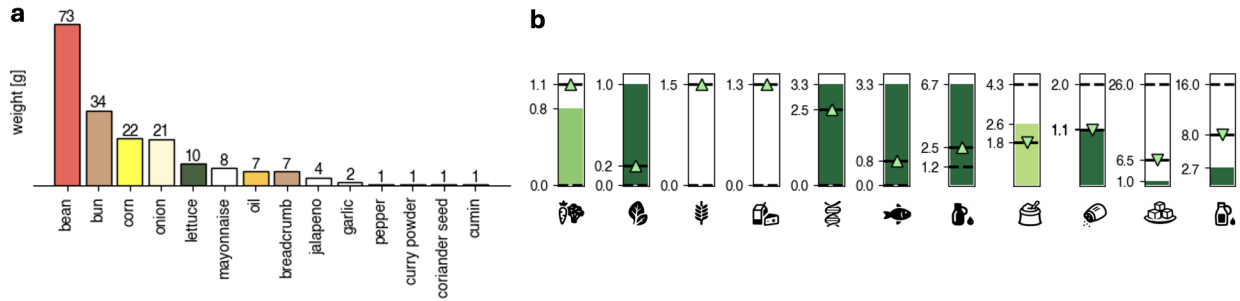 a
weight [g]
73
34
22
21
10
8
7
7
4
2
1
1
1
1
bean
bun
corn
onion
lettuce
mayonnaise
oil
breadcrumb
jalapeno
garlic
pepper
curry powder
coriander seed
cumin
b
1.1
0.8
0.0
1.0
0.2
0.0
1.5
0.0
1.3
0.0
3.3
2.5
0.0
3.3
0.8
0.0
6.7
2.5
1.2
4.3
2.6
1.8
2.0
1.1
26.0
6.5
1.0
16.0
8.0
2.7